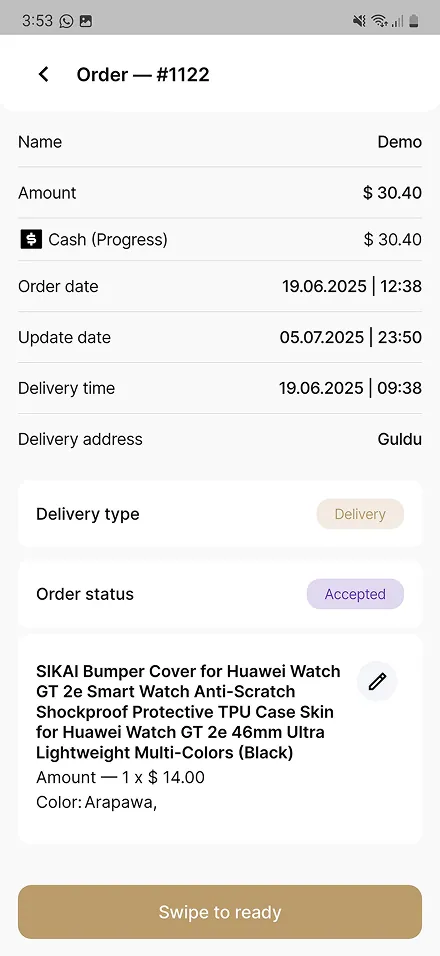 3:53
Order — #1122
Name Demo
Amount $ 30.40
$ Cash (Progress) $ 30.40
Order date 19.06.2025 | 12:38
Update date 05.07.2025 | 23:50
Delivery time 19.06.2025 | 09:38
Delivery address Guldu
Delivery type Delivery
Order status Accepted
SIKAI Bumper Cover for Huawei Watch
GT 2e Smart Watch Anti-Scratch
Shockproof Protective TPU Case Skin
for Huawei Watch GT 2e 46mm Ultra
Lightweight Multi-Colors (Black)
Amount — 1 x $ 14.00
Color: Arapawa,
Swipe to ready